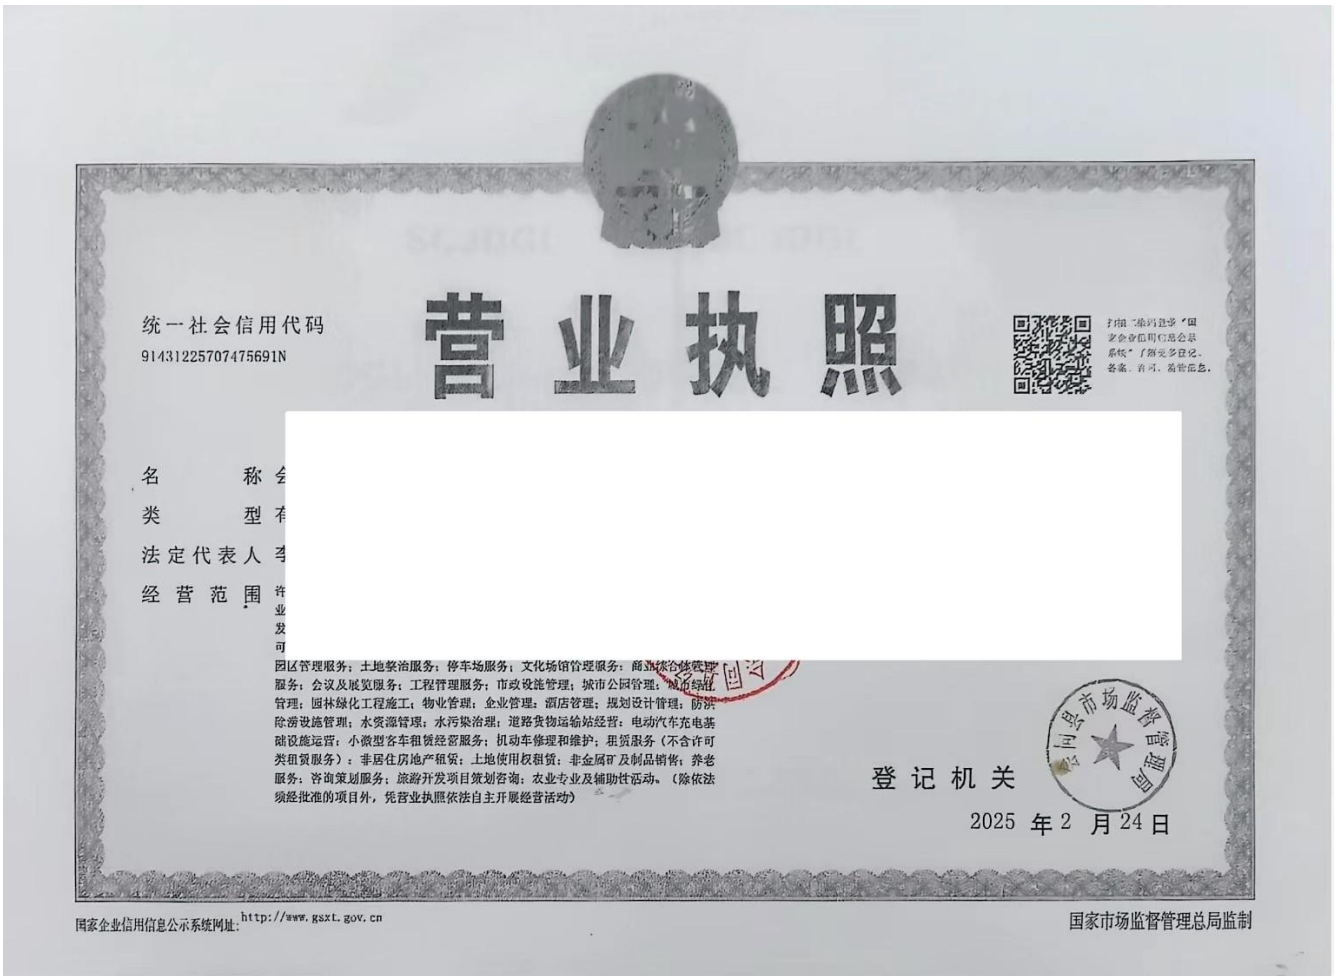 营业执照
统一社会信用代码
91431225707475691N
扫描二维码登录“国
家企业信用信息公示
系统”了解更多登记、
备案、许可、监管信息。
名 称
类 型
法定代表人 李
经营范围 许
业
发
可
园区管理服务；土地整治服务；停车场服务；文化场馆管理服务；商业综合体管理
服务；会议及展览服务；工程管理服务；市政设施管理；城市公园管理；城市绿化
管理；园林绿化工程施工；物业管理；企业管理；酒店管理；规划设计管理；防洪
除涝设施管理；水资源管理；水污染治理；道路货物运输站经营；电动汽车充电基
础设施运营；小微型客车租赁经营服务；机动车修理和维护；租赁服务（不含许可
类租赁服务）；非居住房地产租赁；土地使用权租赁；非金属矿及制品销售；养老
服务；咨询策划服务；旅游开发项目策划咨询；农业专业及辅助性活动。（除依法
须经批准的项目外，凭营业执照依法自主开展经营活动）
会同县
会同县市场监督管理局
登记机关
2025 年 2 月 24 日
国家企业信用信息公示系统网址：http://www.gsxt.gov.cn
国家市场监督管理总局监制